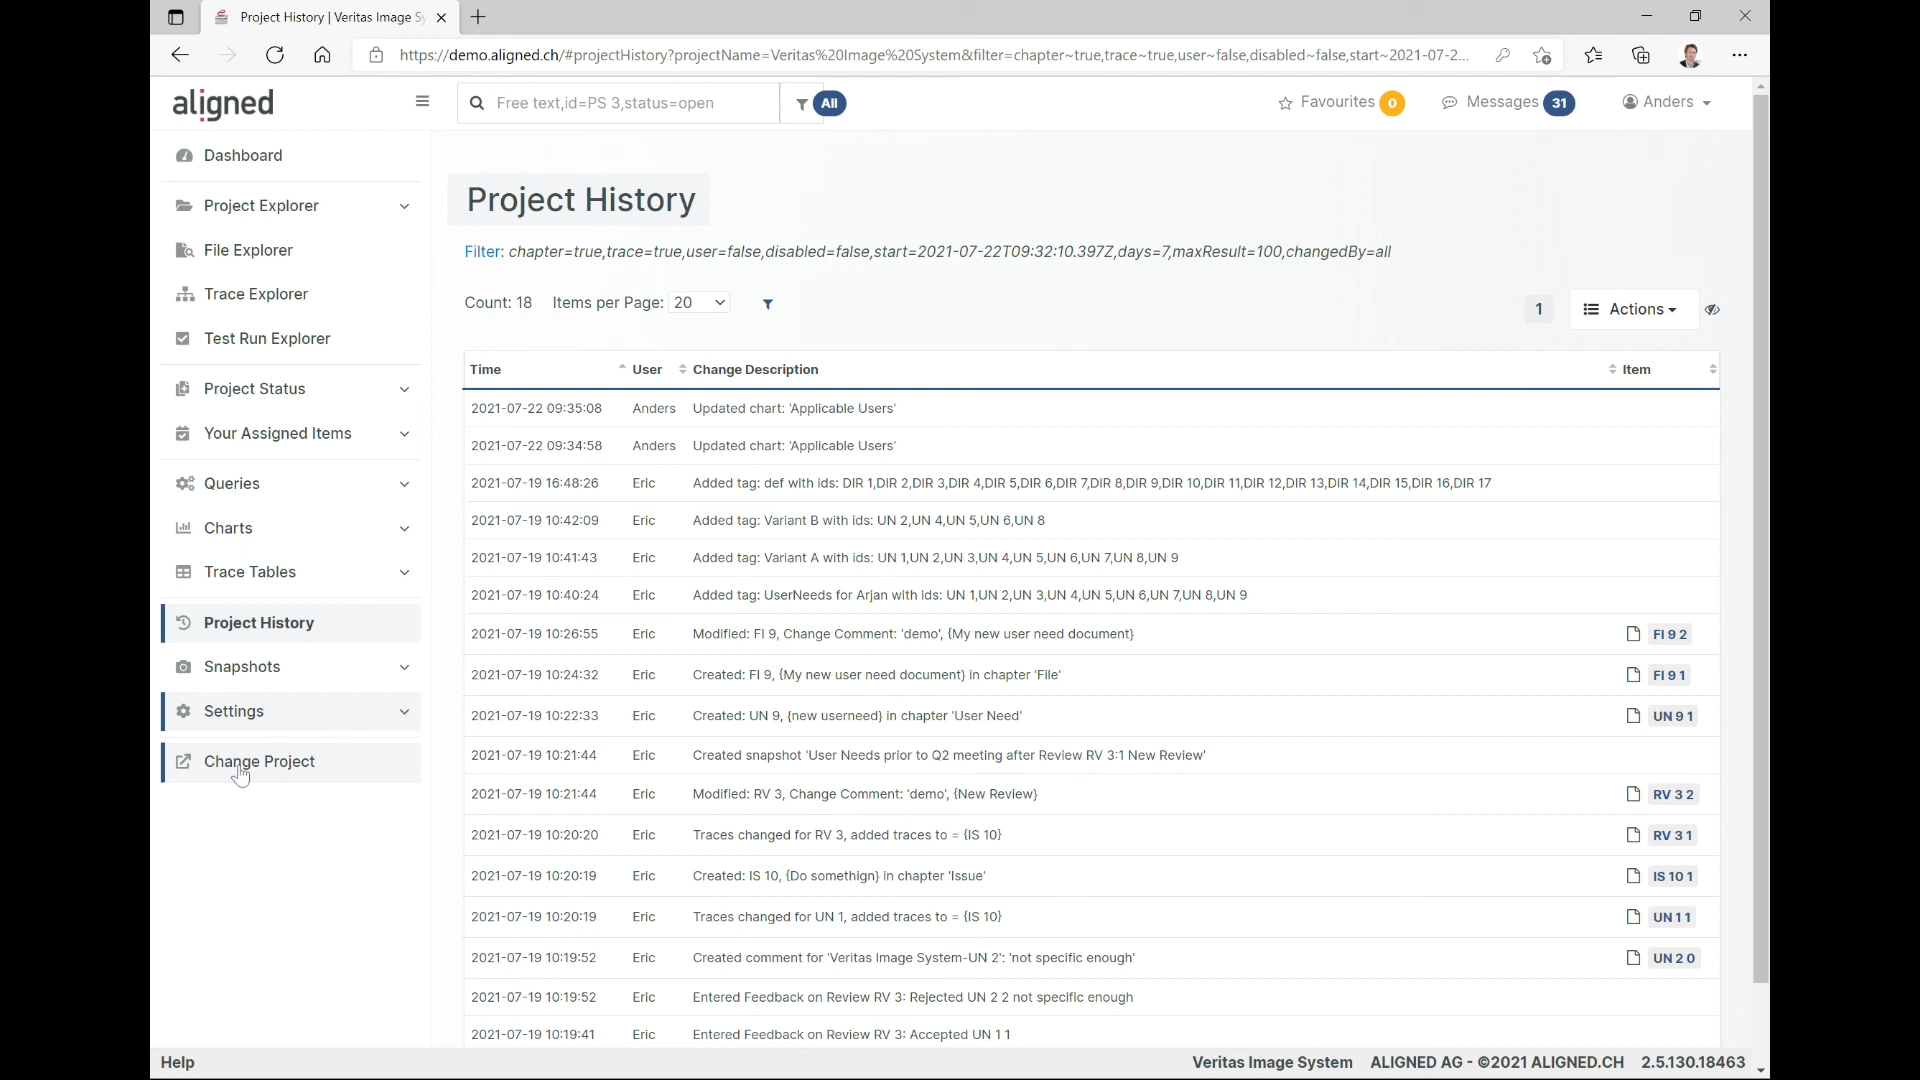 Project History | Veritas Image Sy
https://demo.aligned.ch/#projectHistory?projectName=Veritas%20Image%20System&filter=chapter~true,trace~true,user~false,disabled~false,start~2021-07-2...
aligned
Free text,id=PS 3,status=open
All
Favourites 0
Messages 31
Anders
Dashboard
Project Explorer
File Explorer
Trace Explorer
Test Run Explorer
Project Status
Your Assigned Items
Queries
Charts
Trace Tables
Project History
Snapshots
Settings
Change Project
Project History
Filter: chapter=true,trace=true,user=false,disabled=false,start=2021-07-22T09:32:10.397Z,days=7,maxResult=100,changedBy=all
Count: 18 Items per Page: 20
1 Actions
Time User Change Description Item
2021-07-22 09:35:08 Anders Updated chart: 'Applicable Users'
2021-07-22 09:34:58 Anders Updated chart: 'Applicable Users'
2021-07-19 16:48:26 Eric Added tag: def with ids: DIR 1,DIR 2,DIR 3,DIR 4,DIR 5,DIR 6,DIR 7,DIR 8,DIR 9,DIR 10,DIR 11,DIR 12,DIR 13,DIR 14,DIR 15,DIR 16,DIR 17
2021-07-19 10:42:09 Eric Added tag: Variant B with ids: UN 2,UN 4,UN 5,UN 6,UN 8
2021-07-19 10:41:43 Eric Added tag: Variant A with ids: UN 1,UN 2,UN 3,UN 4,UN 5,UN 6,UN 7,UN 8,UN 9
2021-07-19 10:40:24 Eric Added tag: UserNeeds for Arjan with ids: UN 1,UN 2,UN 3,UN 4,UN 5,UN 6,UN 7,UN 8,UN 9
2021-07-19 10:26:55 Eric Modified: FI 9, Change Comment: 'demo', {My new user need document} FI 9 2
2021-07-19 10:24:32 Eric Created: FI 9, {My new user need document} in chapter 'File' FI 9 1
2021-07-19 10:22:33 Eric Created: UN 9, {new userneed} in chapter 'User Need' UN 9 1
2021-07-19 10:21:44 Eric Created snapshot 'User Needs prior to Q2 meeting after Review RV 3:1 New Review'
2021-07-19 10:21:44 Eric Modified: RV 3, Change Comment: 'demo', {New Review} RV 3 2
2021-07-19 10:20:20 Eric Traces changed for RV 3, added traces to = {IS 10} RV 3 1
2021-07-19 10:20:19 Eric Created: IS 10, {Do somethign} in chapter 'Issue' IS 10 1
2021-07-19 10:20:19 Eric Traces changed for UN 1, added traces to = {IS 10} UN 1 1
2021-07-19 10:19:52 Eric Created comment for 'Veritas Image System-UN 2': 'not specific enough' UN 2 0
2021-07-19 10:19:52 Eric Entered Feedback on Review RV 3: Rejected UN 2 2 not specific enough
2021-07-19 10:19:41 Eric Entered Feedback on Review RV 3: Accepted UN 1 1
Help
Veritas Image System ALIGNED AG - ©2021 ALIGNED.CH 2.5.130.18463